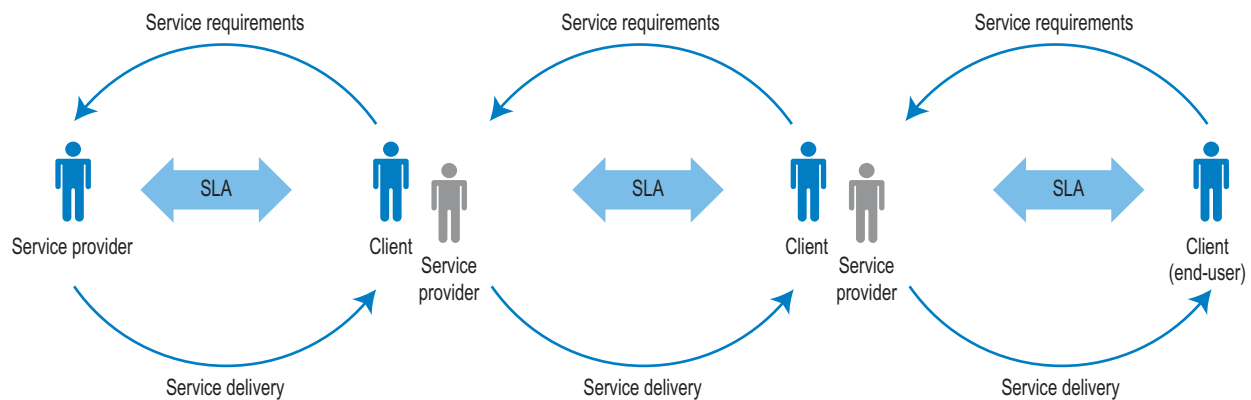 Service requirements
Service requirements
Service requirements
SLA
SLA
SLA
Service provider
Client
Service
provider
Client
Service
provider
Client
(end-user)
Service delivery
Service delivery
Service delivery